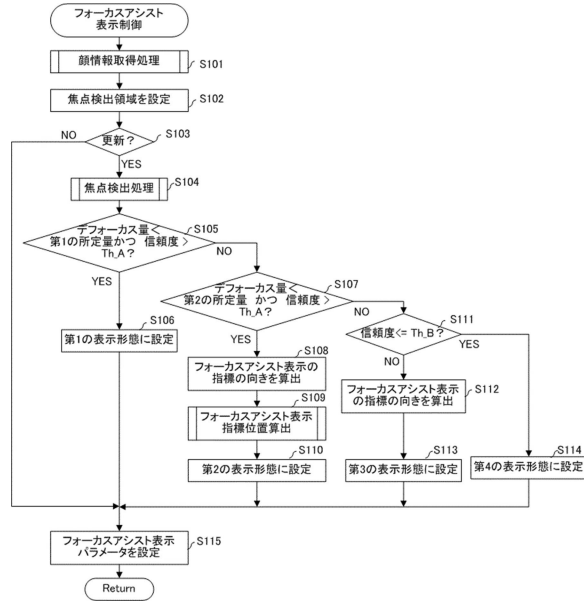 フォーカスアシスト
表示制御
顔情報取得処理
S101
焦点検出領域を設定
S102
更新？
S103
NO
YES
焦点検出処理
S104
デフォーカス量＜
第1の所定量かつ 信頼度＞
Th_A？
S105
NO
YES
デフォーカス量＜
第2の所定量 かつ 信頼度＞
Th_A？
S107
NO
YES
信頼度<= Th_B？
S111
YES
NO
第1の表示形態に設定
S106
フォーカスアシスト表示の
指標の向きを算出
S108
フォーカスアシスト表示
指標位置算出
S109
第2の表示形態に設定
S110
フォーカスアシスト表示
の指標の向きを算出
S112
第3の表示形態に設定
S113
第4の表示形態に設定
S114
フォーカスアシスト表示
パラメータを設定
S115
Return